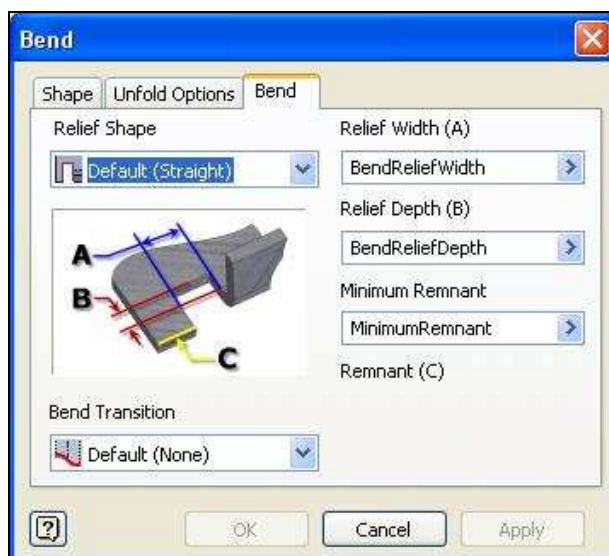 Bend
Shape
Unfold Options
Bend
Relief Shape
Default (Straight)
A
B
C
Bend Transition
Default (None)
Relief Width (A)
BendReliefWidth
Relief Depth (B)
BendReliefDepth
Minimum Remnant
MinimumRemnant
Remnant (C)
?
OK
Cancel
Apply